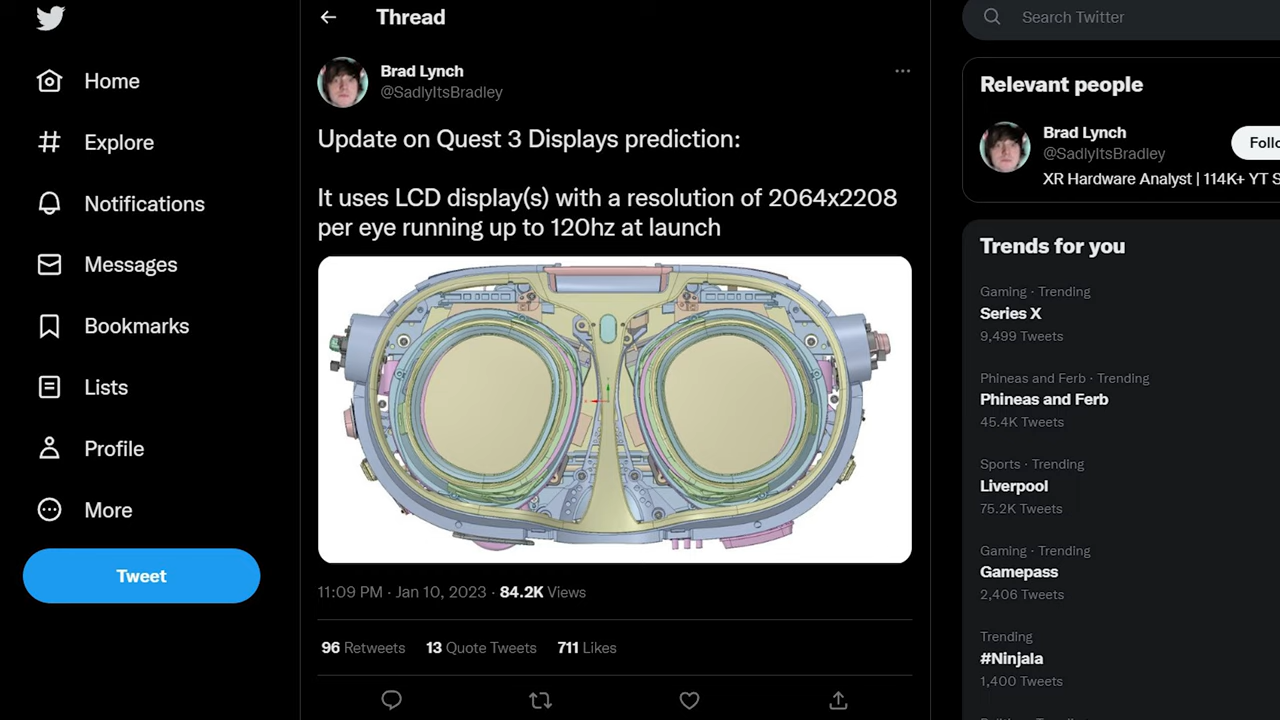 Home
Explore
Notifications
Messages
Bookmarks
Lists
Profile
More
Tweet
Thread
Brad Lynch
@SadlyItsBradley
Update on Quest 3 Displays prediction:
It uses LCD display(s) with a resolution of 2064x2208
per eye running up to 120hz at launch
11:09 PM · Jan 10, 2023 · 84.2K Views
96 Retweets 13 Quote Tweets 711 Likes
Search Twitter
Relevant people
Brad Lynch
@SadlyItsBradley
Follo
XR Hardware Analyst | 114K+ YT S
Trends for you
Gaming · Trending
Series X
9,499 Tweets
Phineas and Ferb · Trending
Phineas and Ferb
45.4K Tweets
Sports · Trending
Liverpool
75.2K Tweets
Gaming · Trending
Gamepass
2,406 Tweets
Trending
#Ninjala
1,400 Tweets